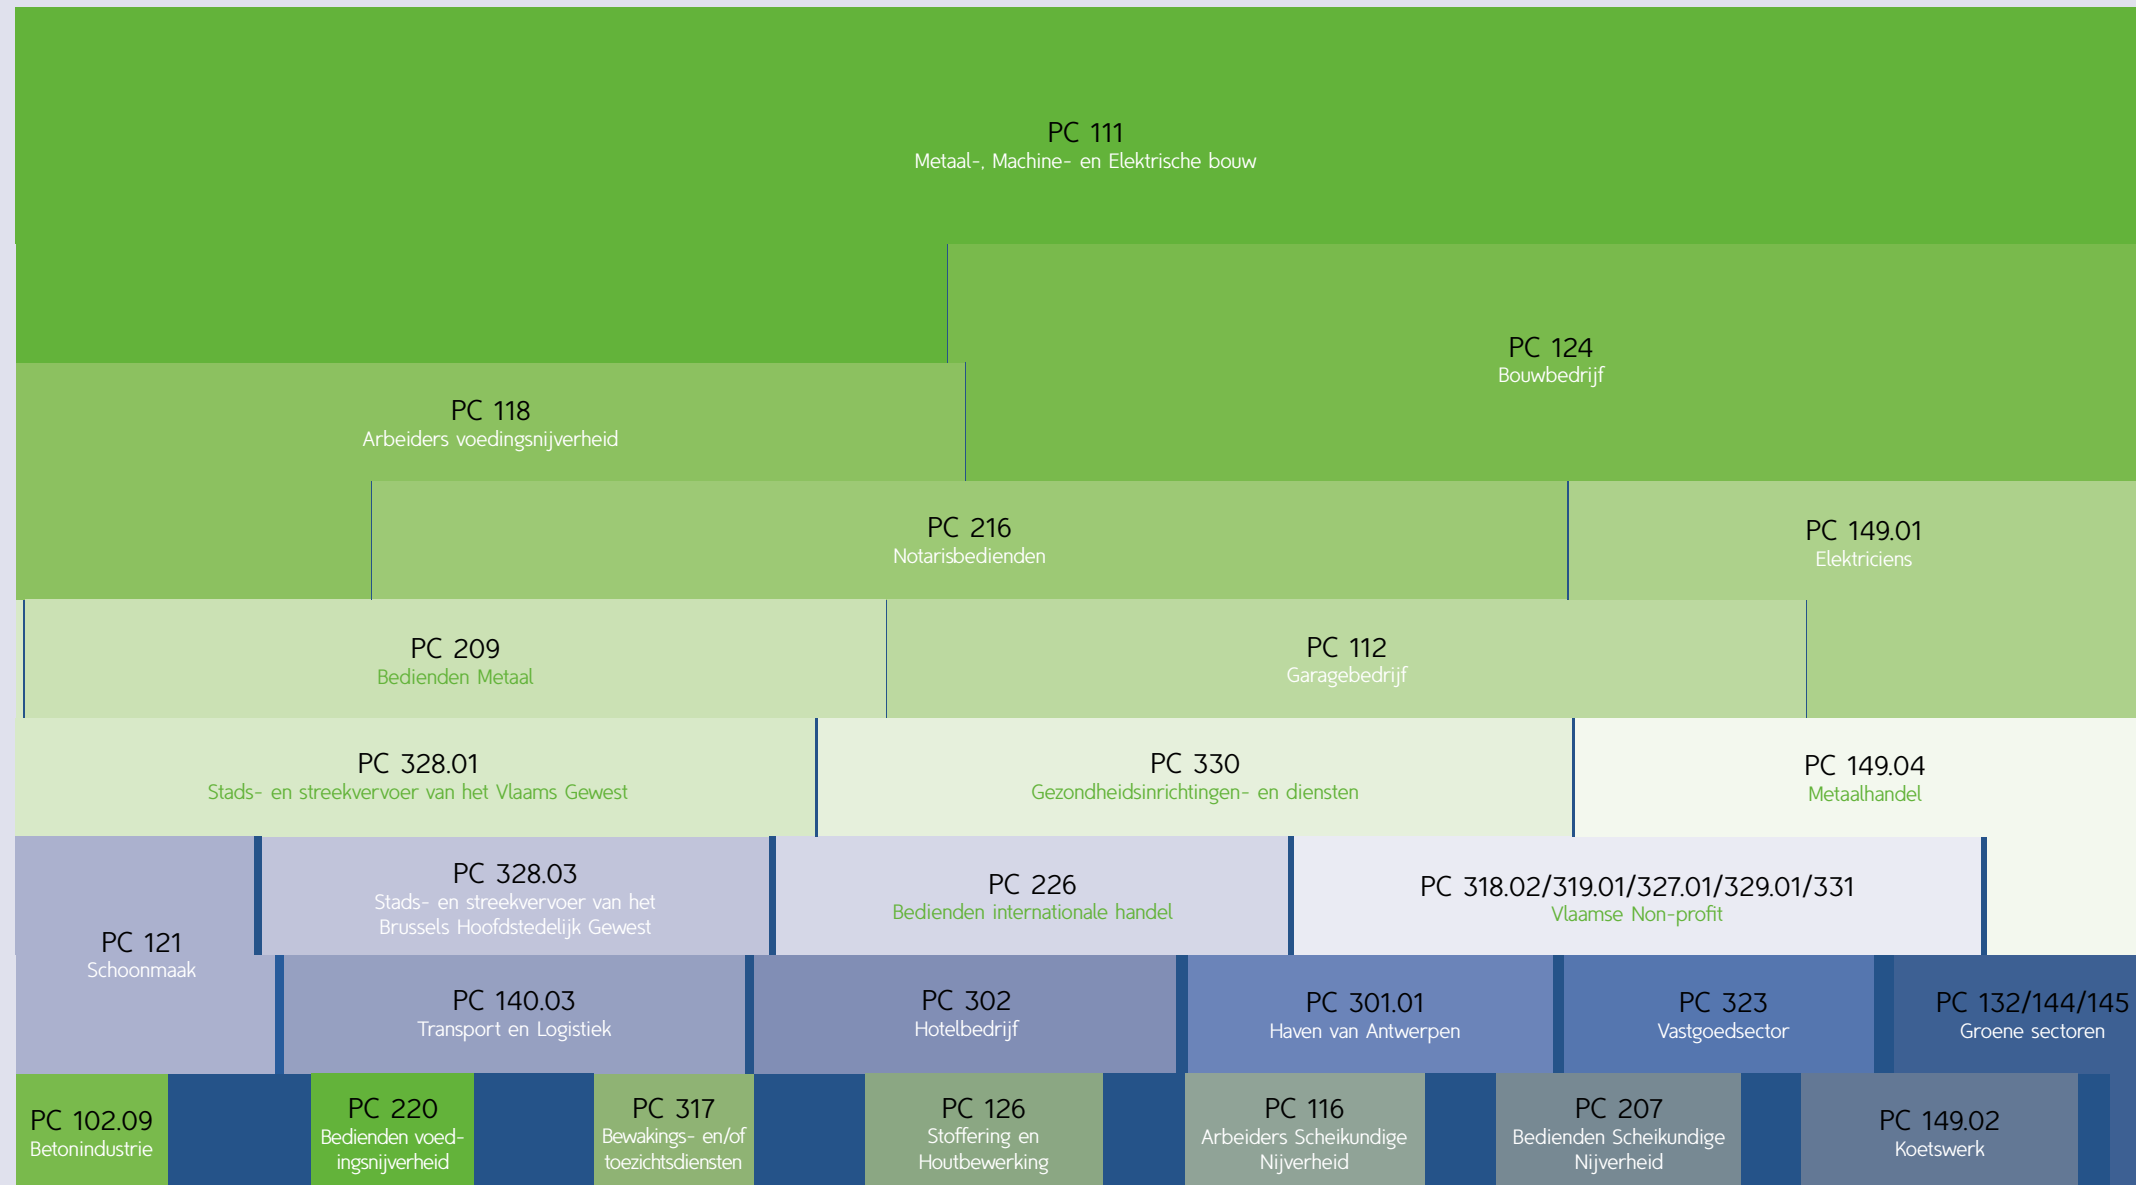 PC 111
Metaal-, Machine- en Elektrische bouw
PC 124
Bouwbedrijf
PC 118
Arbeiders voedingsnijverheid
PC 216
Notarisbedienden
PC 149.01
Elektriciens
PC 209
Bedienden Metaal
PC 112
Garagebedrijf
PC 328.01
Stads- en streekvervoer van het Vlaams Gewest
PC 330
Gezondheidsinrichtingen- en diensten
PC 149.04
Metaalhandel
PC 121
Schoonmaak
PC 328.03
Stads- en streekvervoer van het
Brussels Hoofdstedelijk Gewest
PC 226
Bedienden internationale handel
PC 318.02/319.01/327.01/329.01/331
Vlaamse Non-profit
PC 140.03
Transport en Logistiek
PC 302
Hotelbedrijf
PC 301.01
Haven van Antwerpen
PC 323
Vastgoedsector
PC 132/144/145
Groene sectoren
PC 102.09
Betonindustrie
PC 220
Bedienden voed-
ingsnijverheid
PC 317
Bewakings- en/of
toezichtsdiensten
PC 126
Stoffering en
Houtbewerking
PC 116
Arbeiders Scheikundige
Nijverheid
PC 207
Bedienden Scheikundige
Nijverheid
PC 149.02
Koetswerk